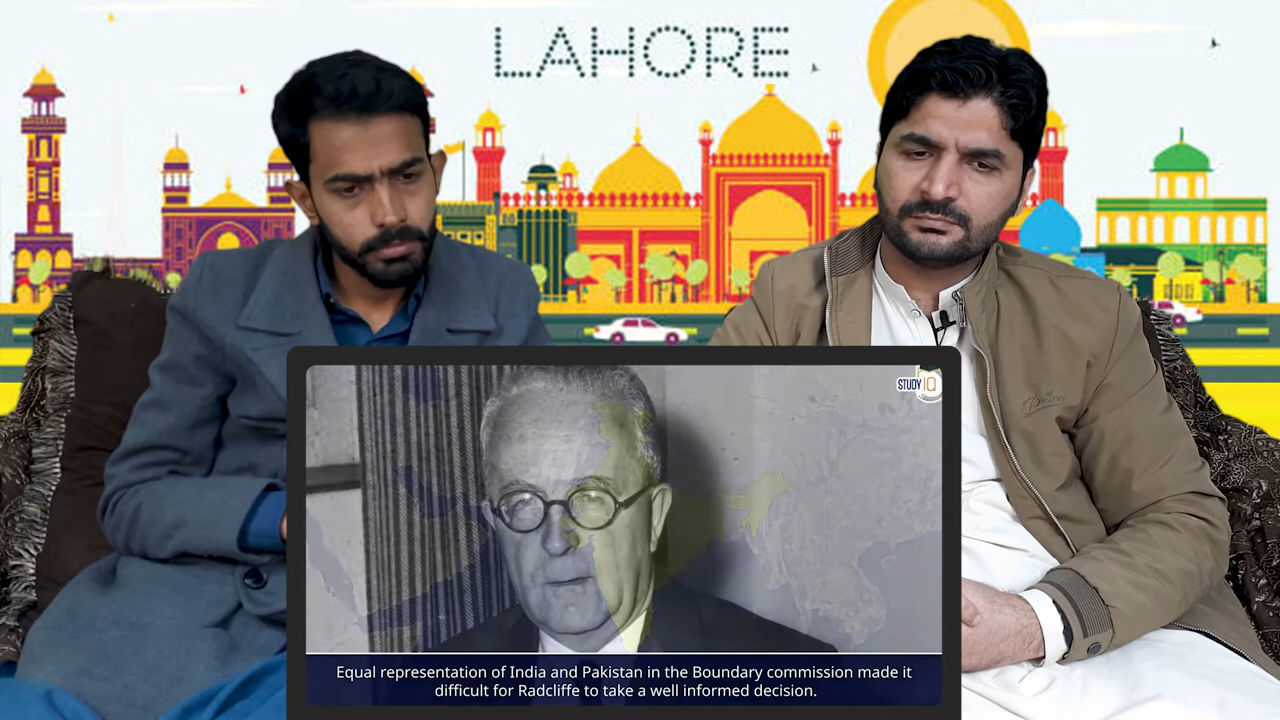 LAHORE
STUDY IQ
Equal representation of India and Pakistan in the Boundary commission made it
difficult for Radcliffe to take a well informed decision.